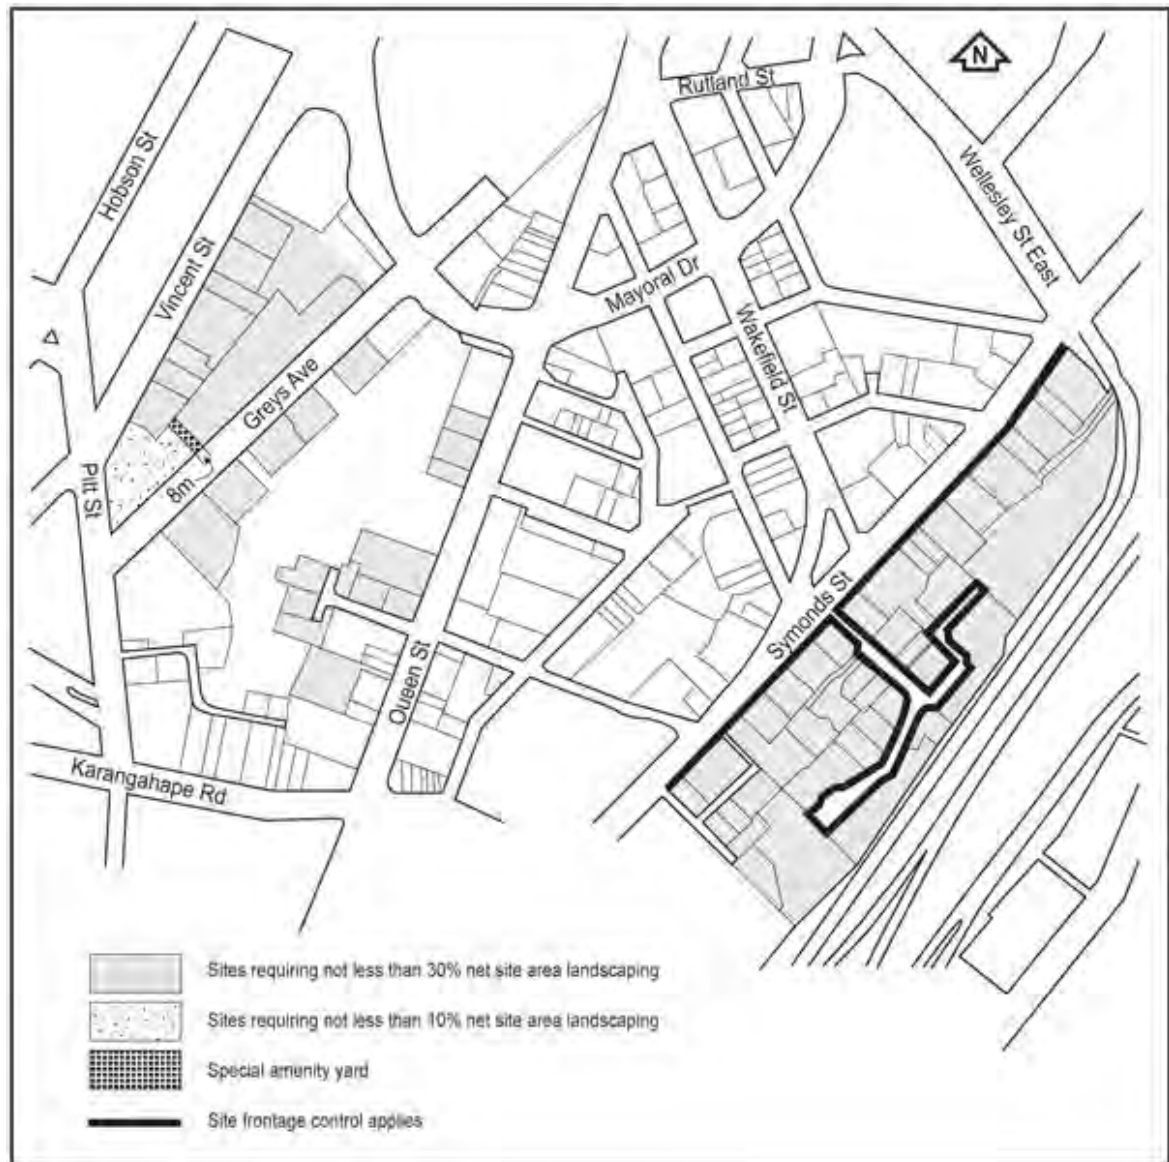 N
Rutland St
Hobson St
Wellesley St East
Vincent St
Mayoral Dr
Wakefield St
Greys Ave
Pitt St
8m
Symonds St
Queen St
Karangahape Rd
Sites requiring not less than 30% net site area landscaping
Sites requiring not less than 10% net site area landscaping
Special amenity yard
Site frontage control applies